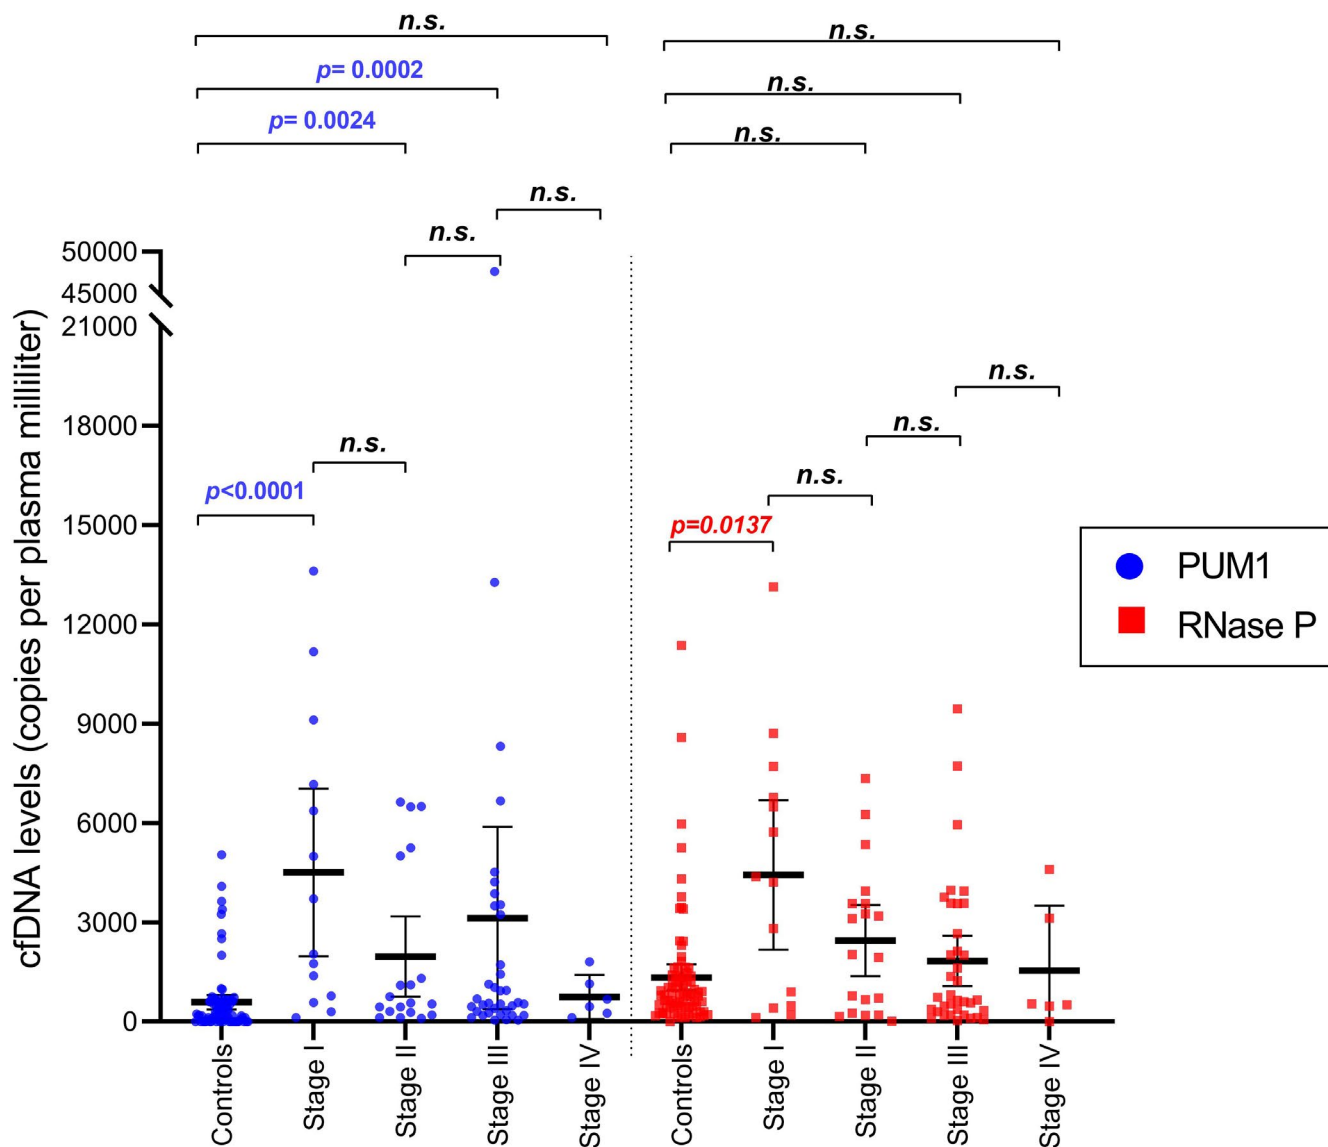 n.s.
n.s.
p= 0.0002
n.s.
p= 0.0024
n.s.
n.s.
n.s.
50000
45000
21000
n.s.
18000
n.s.
n.s.
n.s.
p<0.0001
15000
p=0.0137
12000
9000
6000
3000
0
cfDNA levels (copies per plasma milliliter)
PUM1
RNase P
Controls
Stage I
Stage II
Stage III
Stage IV
Controls
Stage I
Stage II
Stage III
Stage IV